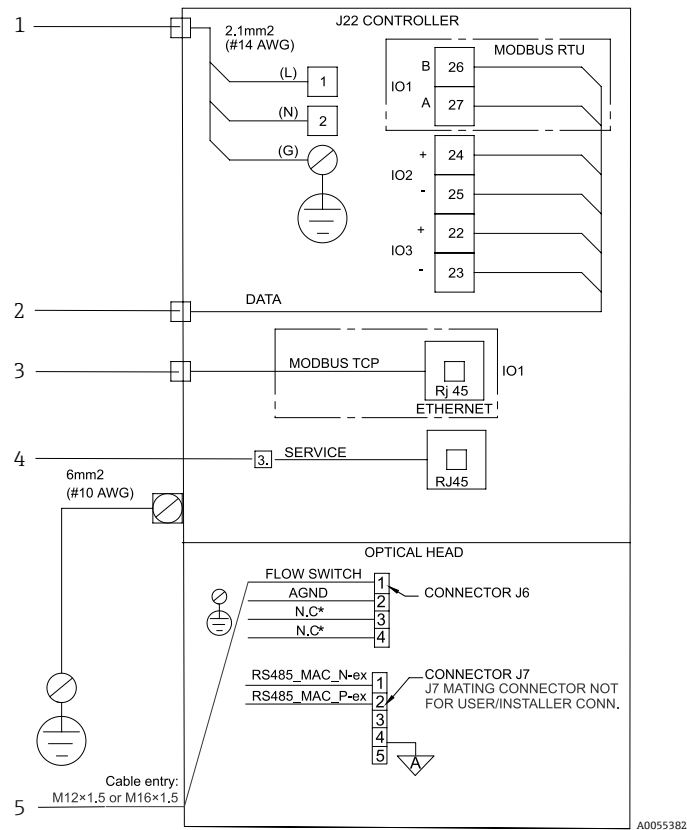 J22 CONTROLLER
1
2.1mm2
(#14 AWG)
(L)
1
(N)
2
(G)
MODBUS RTU
IO1
B
26
A
27
IO2
+
24
-
25
IO3
+
22
-
23
2
DATA
3
MODBUS TCP
Rj 45
IO1
ETHERNET
4
3.
SERVICE
RJ45
6mm2
(#10 AWG)
OPTICAL HEAD
FLOW SWITCH
1
AGND
2
N.C*
3
N.C*
4
CONNECTOR J6
RS485_MAC_N-ex
1
RS485_MAC_P-ex
2
3
4
5
A
CONNECTOR J7
J7 MATING CONNECTOR NOT
FOR USER/INSTALLER CONN.
Cable entry:
M12×1.5 or M16×1.5
5
A0055382